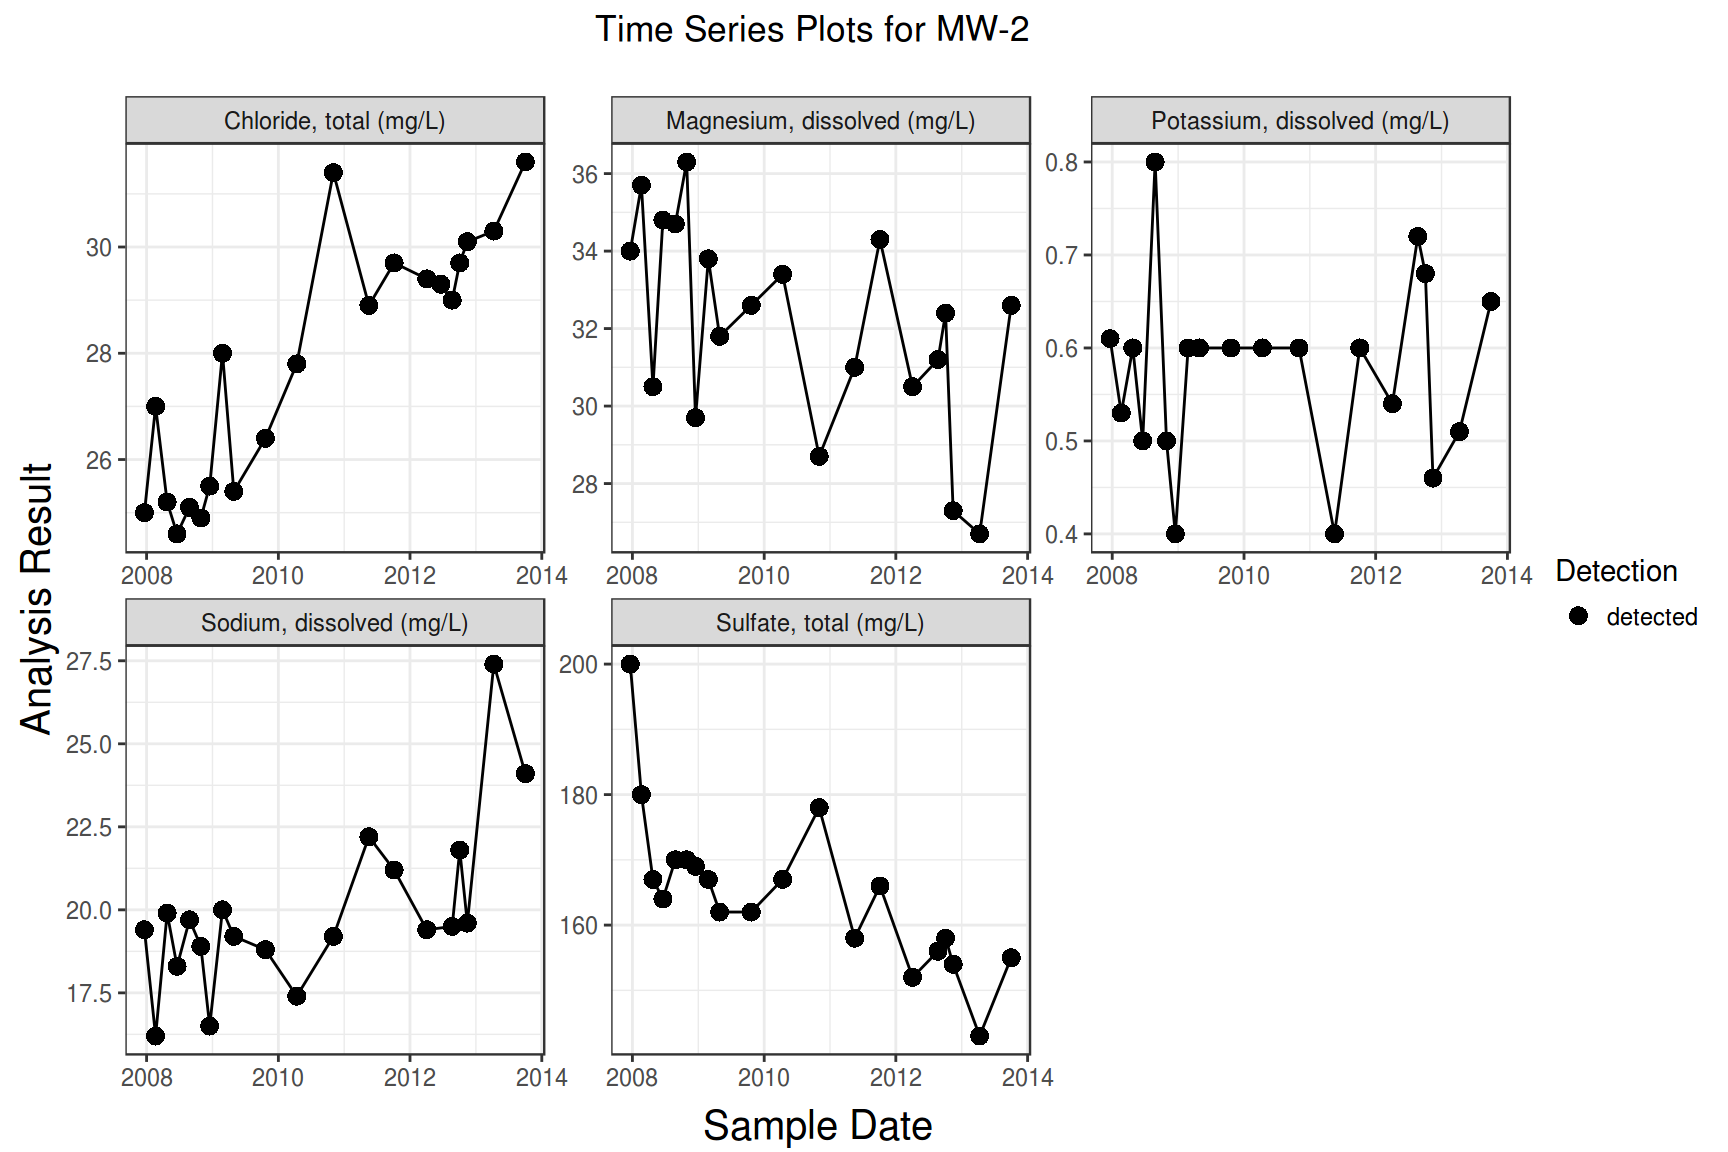 Time Series Plots for MW-2
Chloride, total (mg/L)
30
28
26
2008 2010 2012 2014
Magnesium, dissolved (mg/L)
36
34
32
30
28
2008 2010 2012 2014
Potassium, dissolved (mg/L)
0.8
0.7
0.6
0.5
0.4
2008 2010 2012 2014
Sodium, dissolved (mg/L)
27.5
25.0
22.5
20.0
17.5
2008 2010 2012 2014
Sulfate, total (mg/L)
200
180
160
2008 2010 2012 2014
Analysis Result
Sample Date
Detection
detected